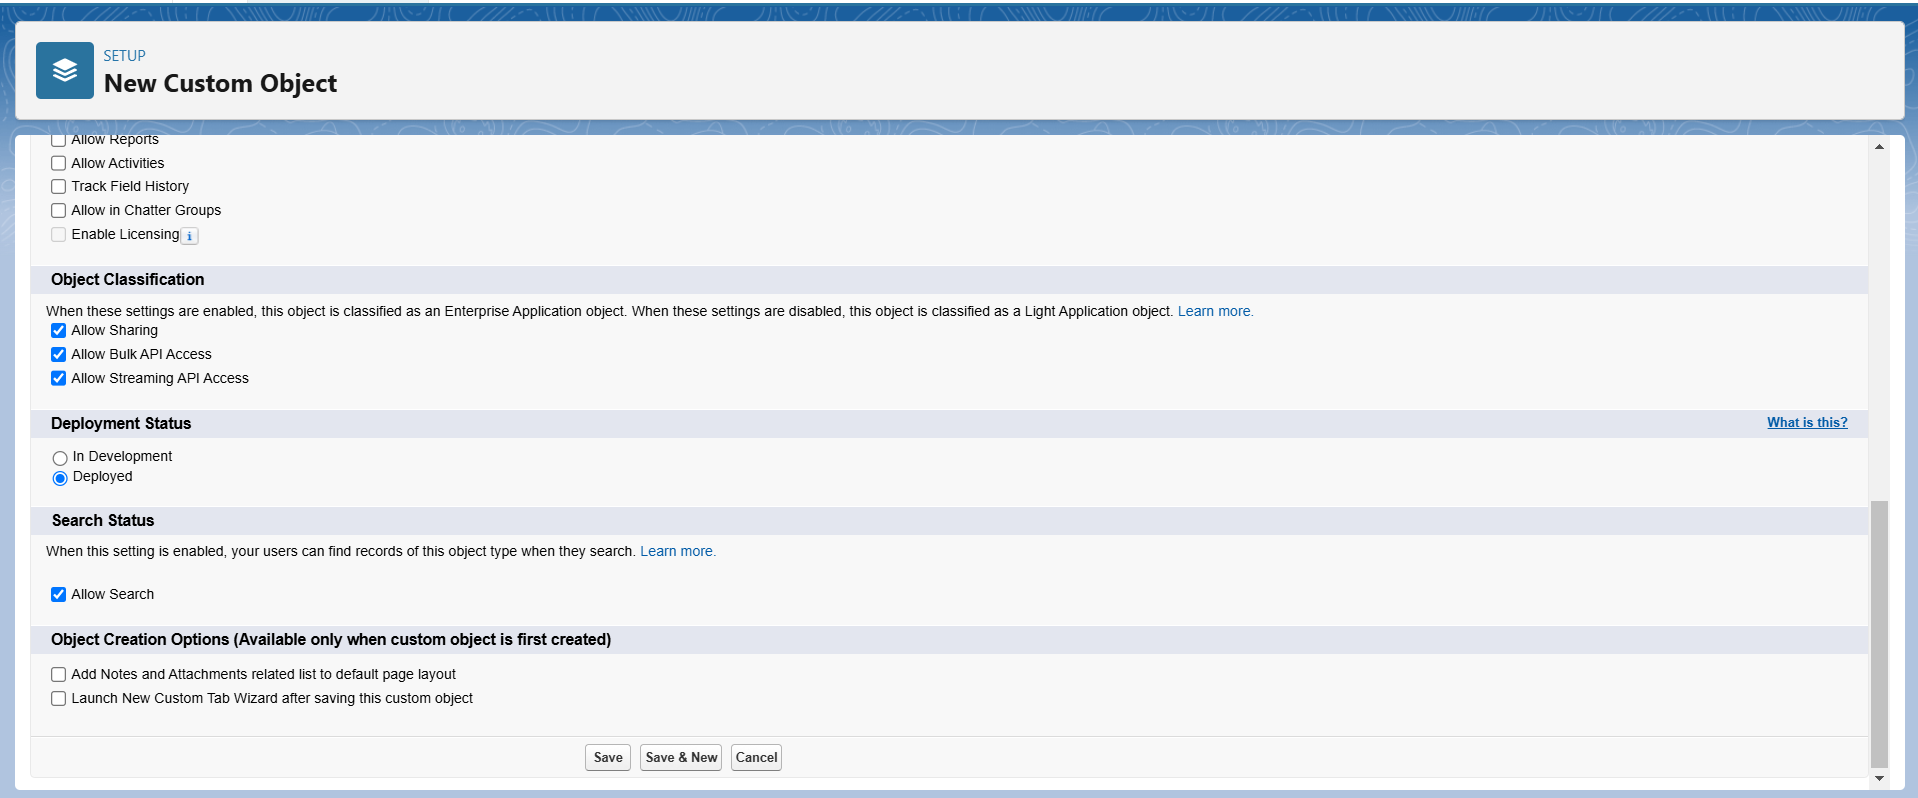 SETUP
New Custom Object
Allow Reports
Allow Activities
Track Field History
Allow in Chatter Groups
Enable Licensing i
Object Classification
When these settings are enabled, this object is classified as an Enterprise Application object. When these settings are disabled, this object is classified as a Light Application object. Learn more.
Allow Sharing
Allow Bulk API Access
Allow Streaming API Access
Deployment Status What is this?
In Development
Deployed
Search Status
When this setting is enabled, your users can find records of this object type when they search. Learn more.
Allow Search
Object Creation Options (Available only when custom object is first created)
Add Notes and Attachments related list to default page layout
Launch New Custom Tab Wizard after saving this custom object
Save Save & New Cancel